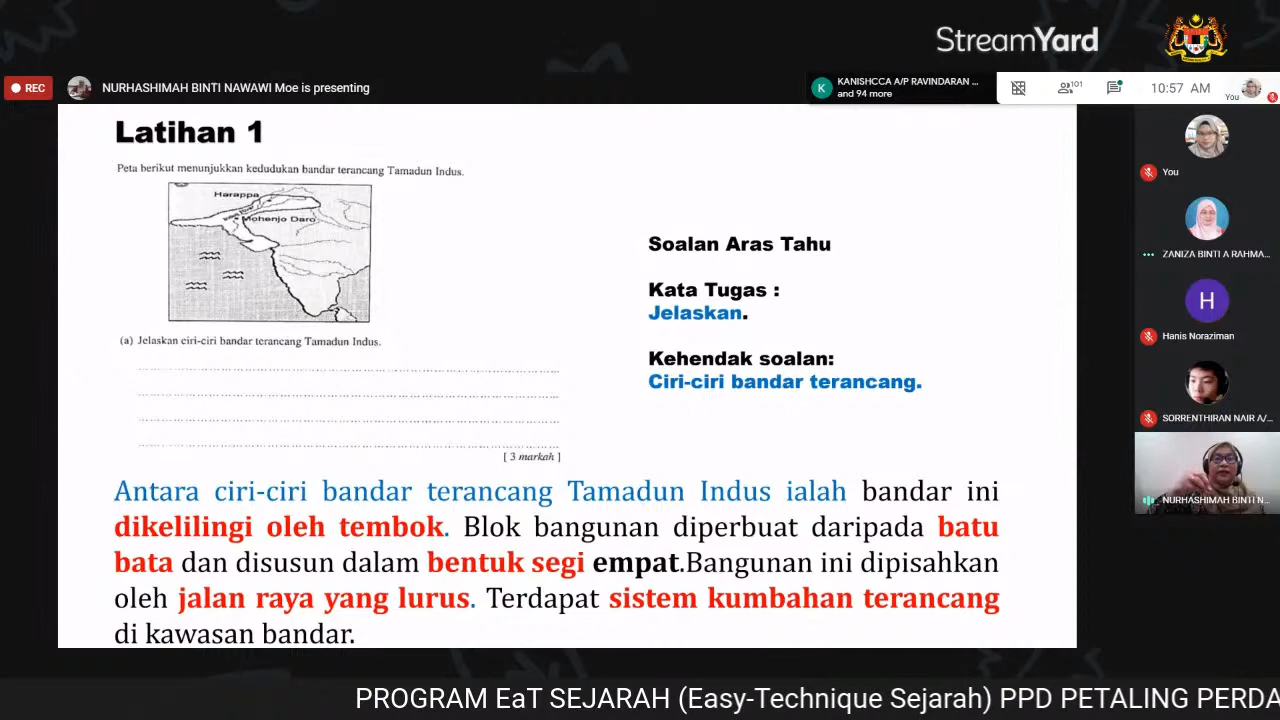 StreamYard
REC
NURHASHIMAH BINTI NAWAWI Moe is presenting
KANISHCCA A/P RAVINDARAN ...
and 94 more
101
10:57 AM
You
Latihan 1
Peta berikut menunjukkan kedudukan bandar terancang Tamadun Indus.
Harappa
Mohenjo Daro
(a) Jelaskan ciri-ciri bandar terancang Tamadun Indus.
[ 3 markah ]
Soalan Aras Tahu
Kata Tugas :
Jelaskan.
Kehendak soalan:
Ciri-ciri bandar terancang.
Antara ciri-ciri bandar terancang Tamadun Indus ialah bandar ini
dikelilingi oleh tembok. Blok bangunan diperbuat daripada batu
bata dan disusun dalam bentuk segi empat.Bangunan ini dipisahkan
oleh jalan raya yang lurus. Terdapat sistem kumbahan terancang
di kawasan bandar.
You
ZANIZA BINTI A RAHMA...
H
Hanis Noraziman
SORRENTHIRAN NAIR A/...
NURHASHIMAH BINTI N...
K
PROGRAM EaT SEJARAH (Easy-Technique Sejarah) PPD PETALING PERDA